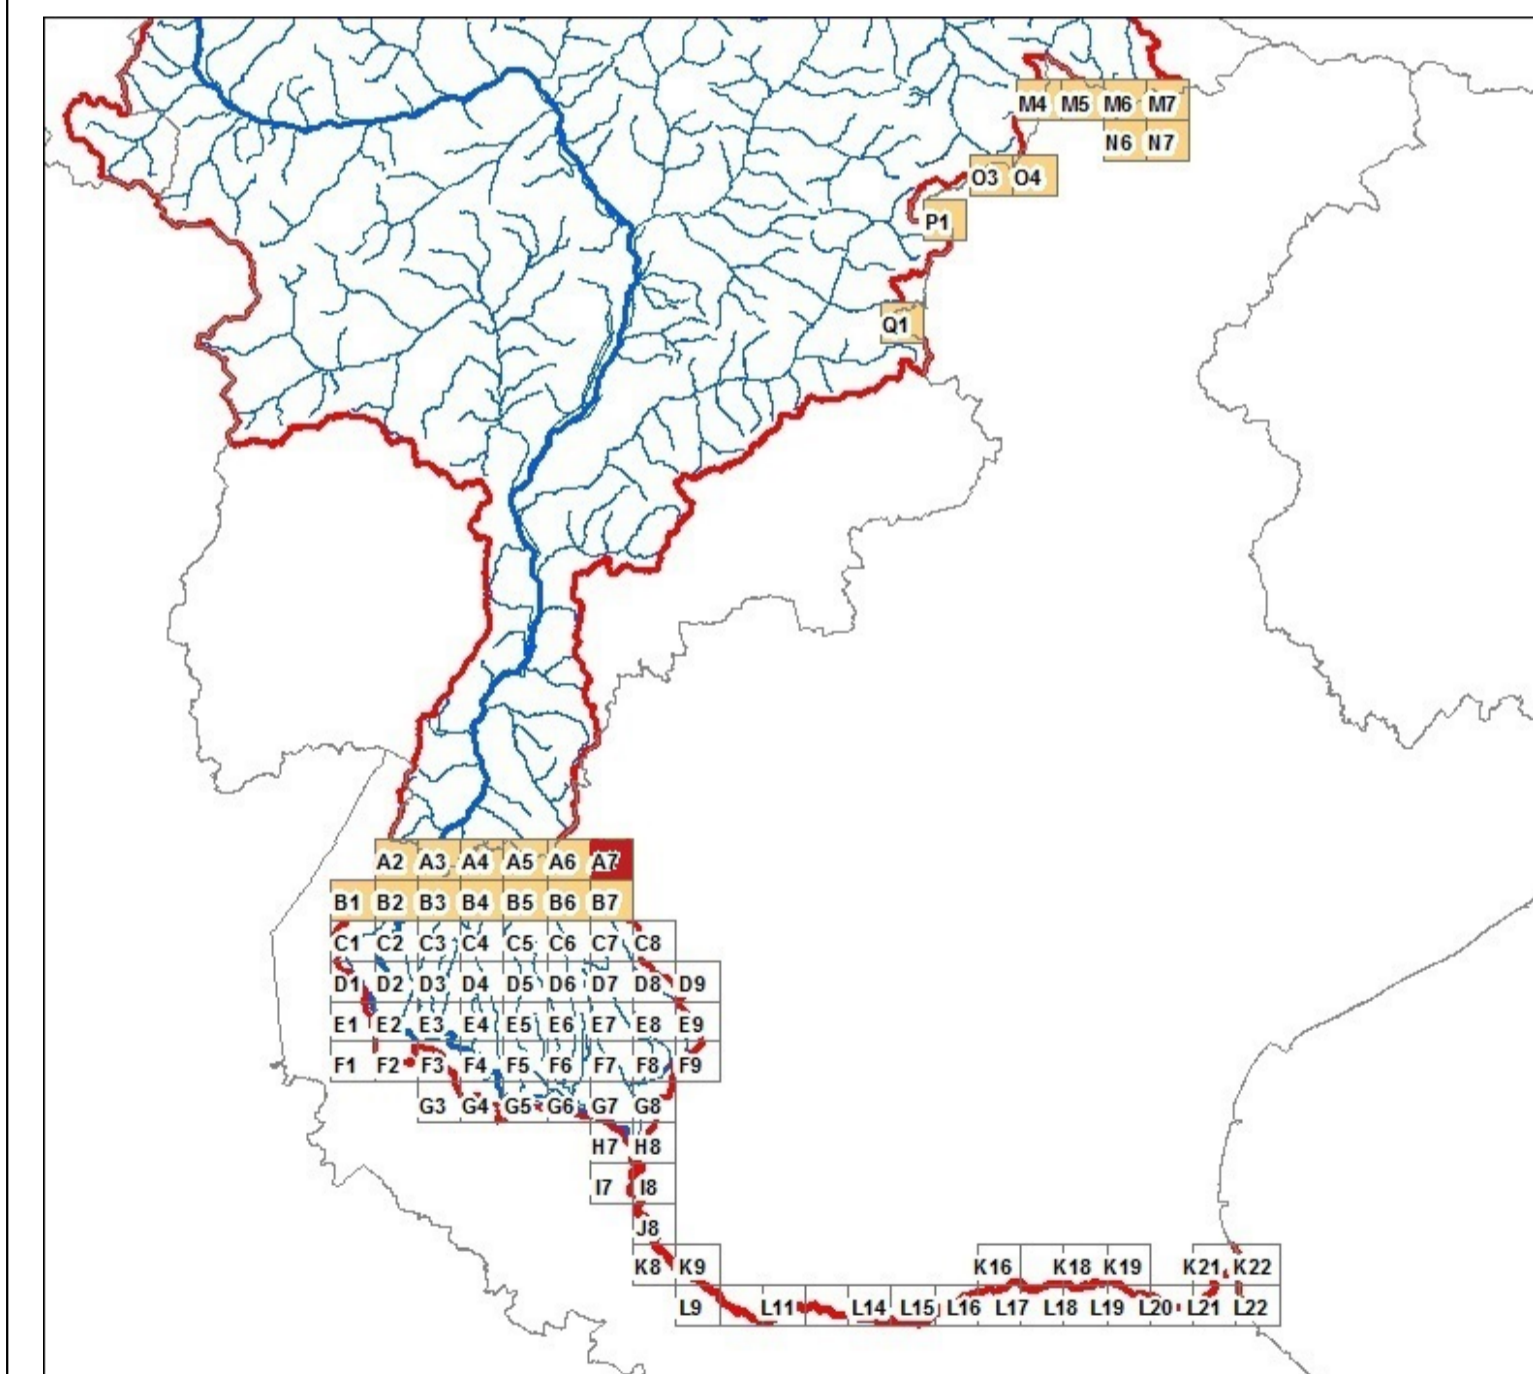 M4 M5 M6 M7
N6 N7
O3 O4
P1
Q1
A2 A3 A4 A5 A6 A7
B1 B2 B3 B4 B5 B6 B7
C1 C2 C3 C4 C5 C6 C7 C8
D1 D2 D3 D4 D5 D6 D7 D8 D9
E1 E2 E3 E4 E5 E6 E7 E8 E9
F1 F2 F3 F4 F5 F6 F7 F8 F9
G3 G4 G5 G6 G7 G8
H7 H8
I7 I8
J8
K8 K9 K16 K18 K19 K21 K22
L9 L11 L14 L15 L16 L17 L18 L19 L20 L21 L22